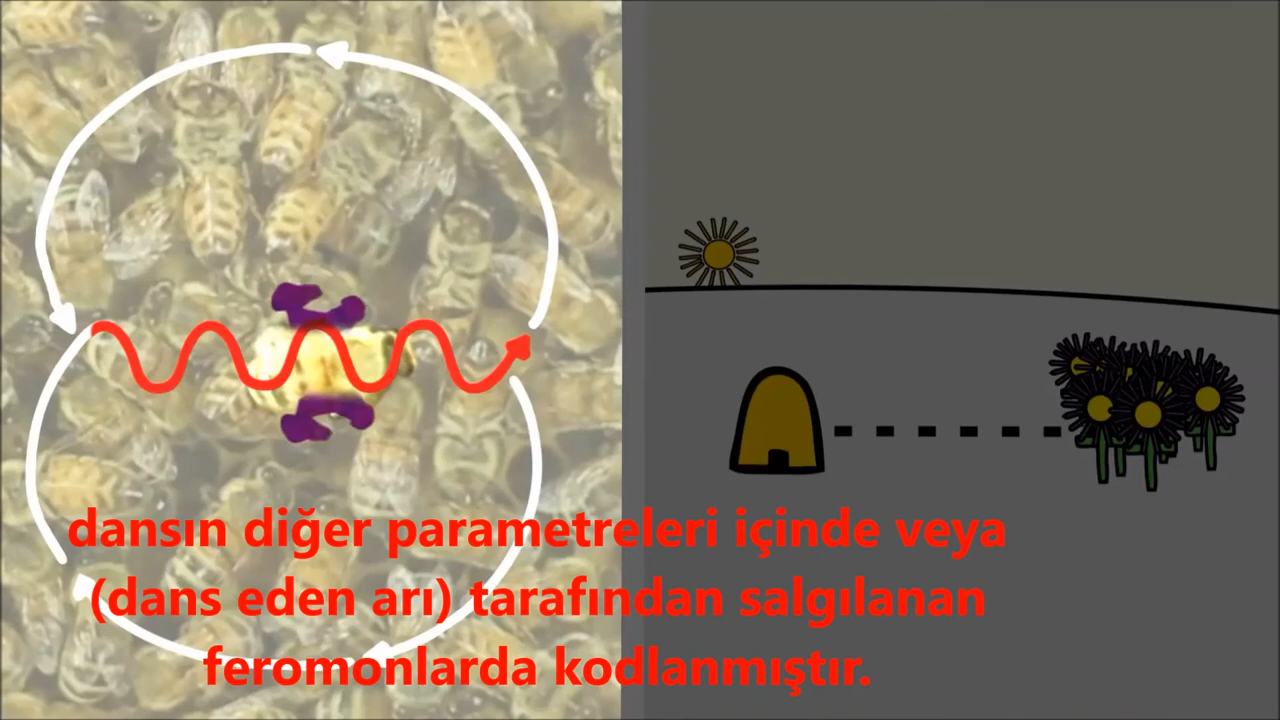 dansın diğer parametreleri içinde veya
(dans eden arı) tarafından salgılanan
feromonlarda kodlanmıştır.